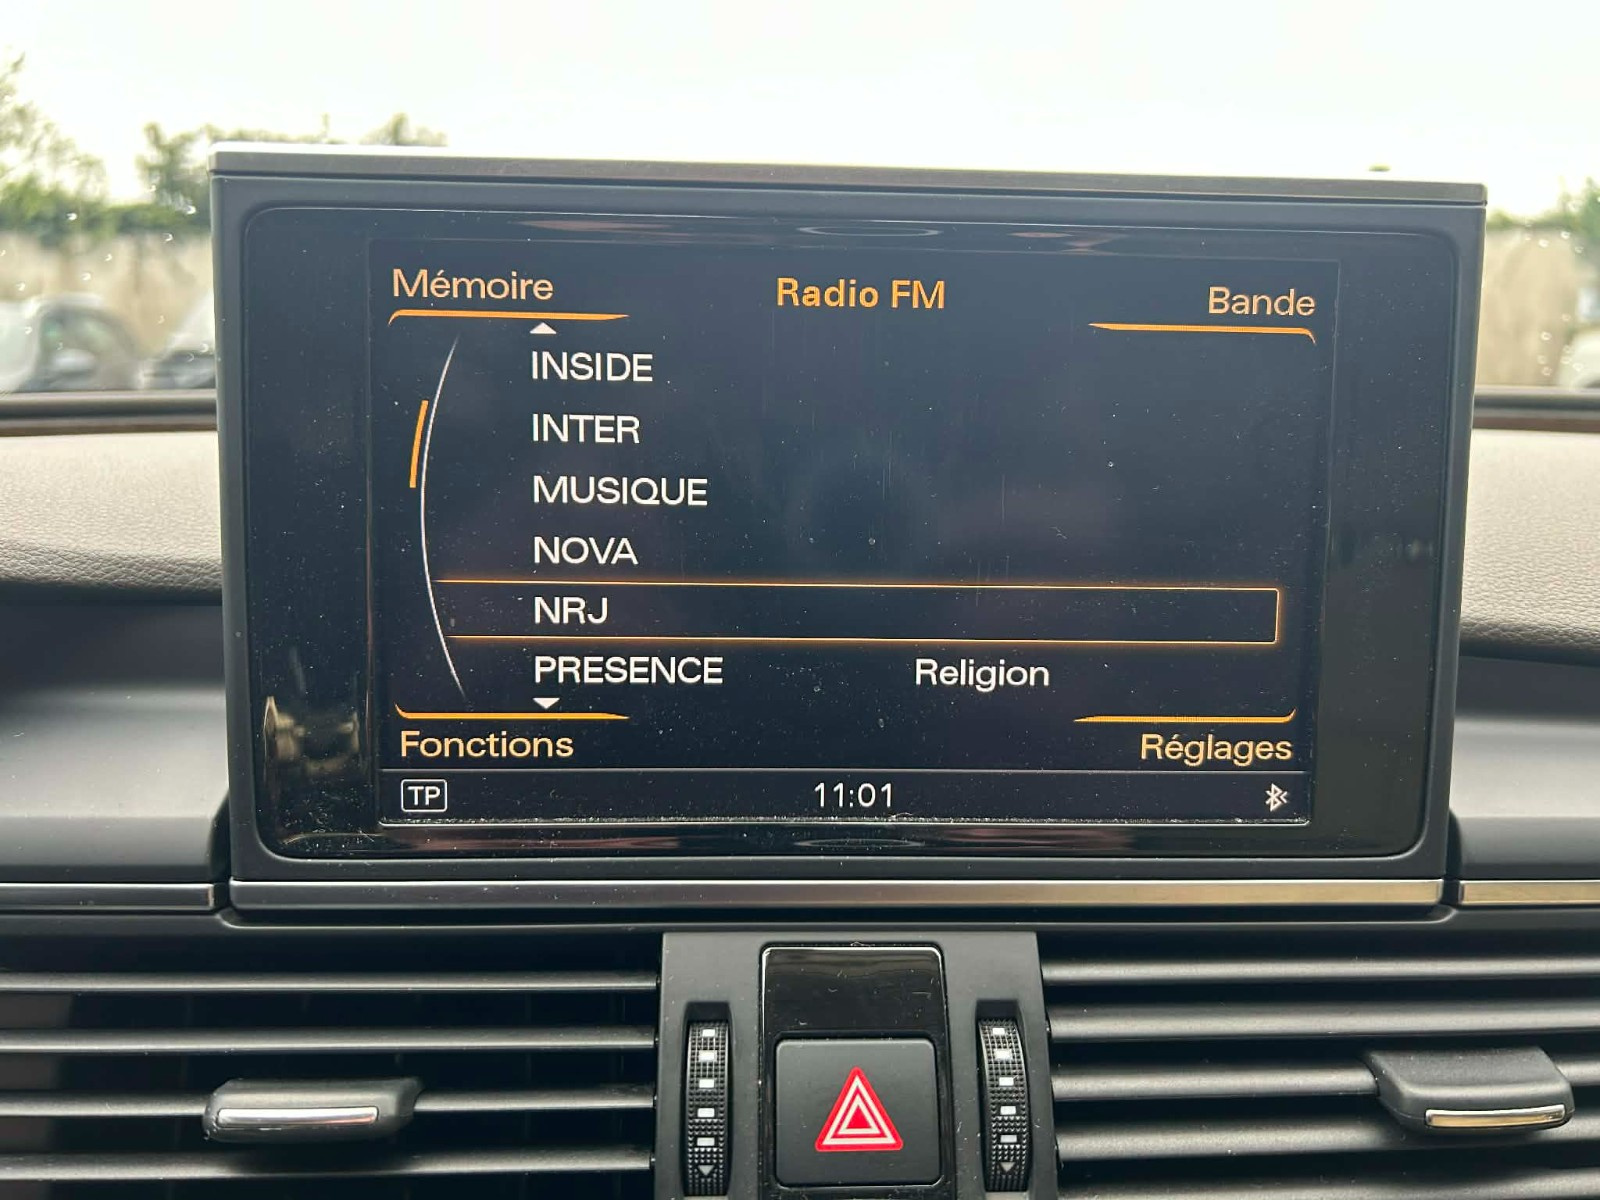 Mémoire Radio FM Bande
INSIDE
INTER
MUSIQUE
NOVA
NRJ
PRESENCE Religion
Fonctions Réglages
TP 11:01